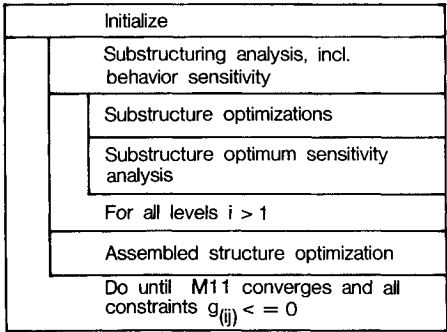 Initialize
Substructuring analysis, incl.
behavior sensitivity
Substructure optimizations
Substructure optimum sensitivity
analysis
For all levels i > 1
Assembled structure optimization
Do until M11 converges and all
constraints g(ij) < = 0